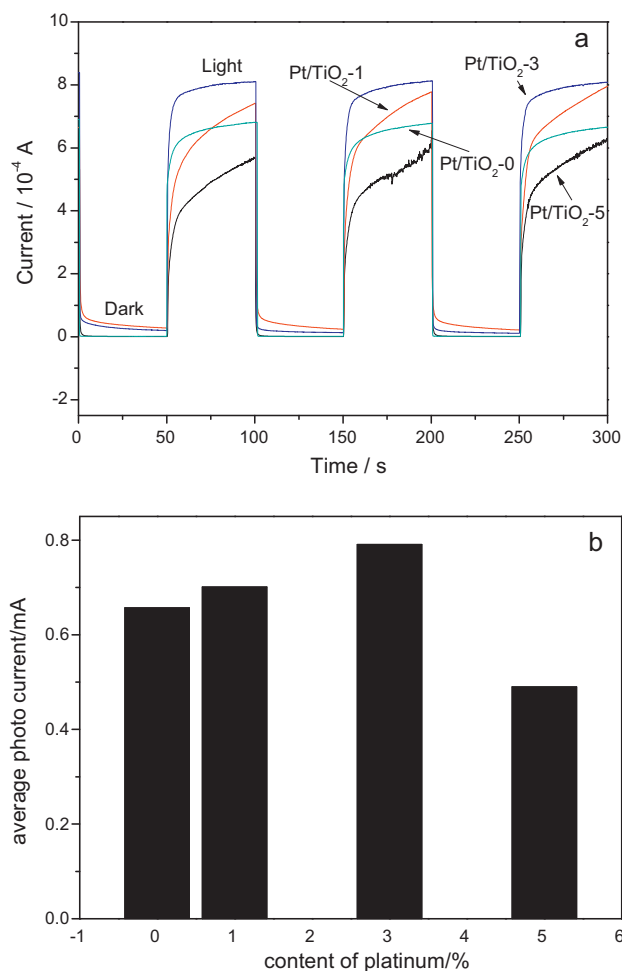 a
10
8
6
4
2
0
-2
Current / 10⁻⁴ A
Light
Dark
Pt/TiO₂-1
Pt/TiO₂-3
Pt/TiO₂-0
Pt/TiO₂-5
0 50 100 150 200 250 300
Time / s
b
0.8
0.6
0.4
0.2
0.0
average photo current/mA
-1 0 1 2 3 4 5 6
content of platinum/%